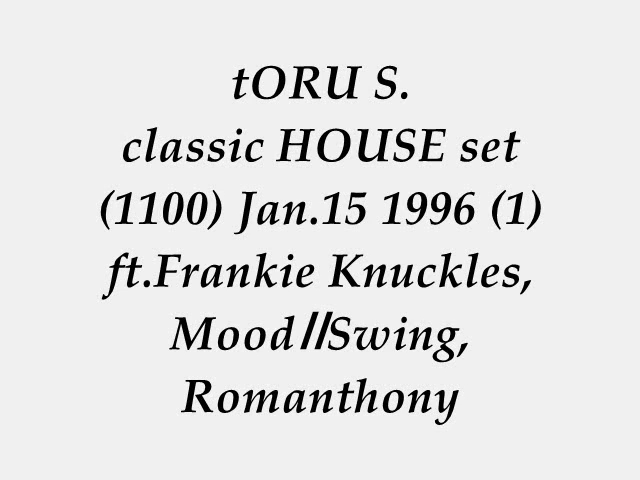 tORU S.
classic HOUSE set
(1100) Jan.15 1996 (1)
ft.Frankie Knuckles,
Mood//Swing,
Romanthony